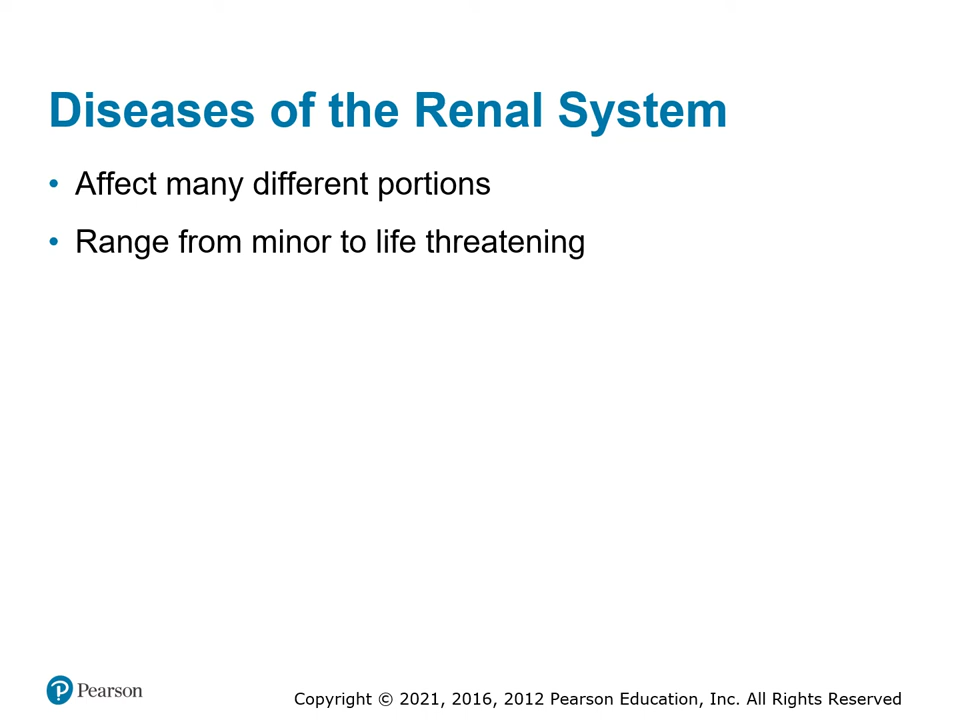 Diseases of the Renal System
• Affect many different portions
• Range from minor to life threatening
Pearson
Copyright © 2021, 2016, 2012 Pearson Education, Inc. All Rights Reserved